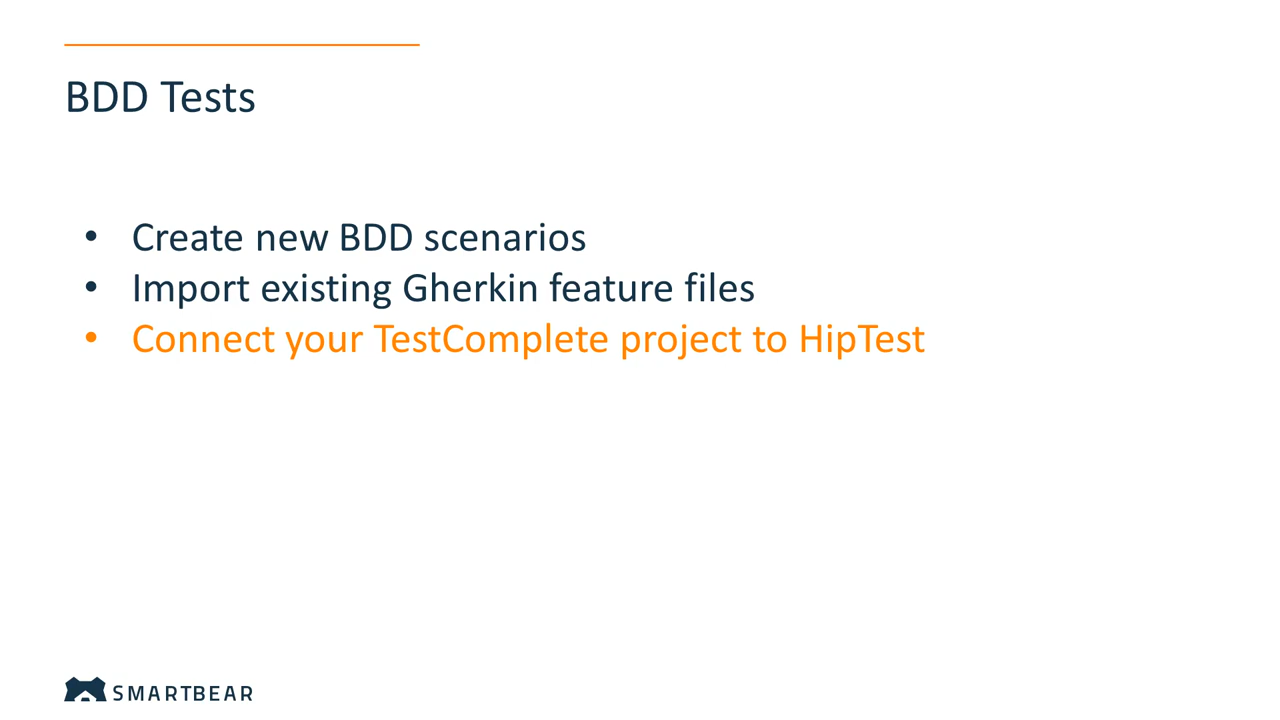 BDD Tests
• Create new BDD scenarios
• Import existing Gherkin feature files
• Connect your TestComplete project to HipTest
SMARTBEAR